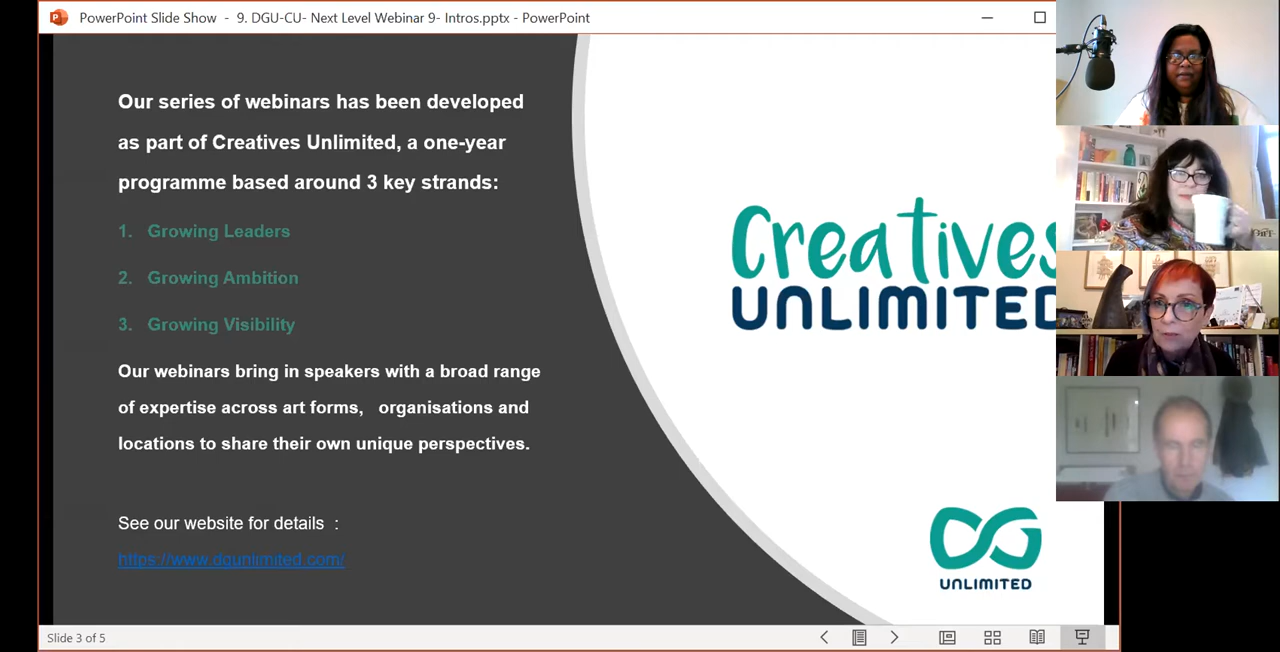 PowerPoint Slide Show - 9. DGU-CU- Next Level Webinar 9- Intros.pptx - PowerPoint
Our series of webinars has been developed
as part of Creatives Unlimited, a one-year
programme based around 3 key strands:
1. Growing Leaders
2. Growing Ambition
3. Growing Visibility
Our webinars bring in speakers with a broad range
of expertise across art forms, organisations and
locations to share their own unique perspectives.
See our website for details :
https://www.dgunlimited.com/
Creatives
UNLIMITED
DG
UNLIMITED
Slide 3 of 5